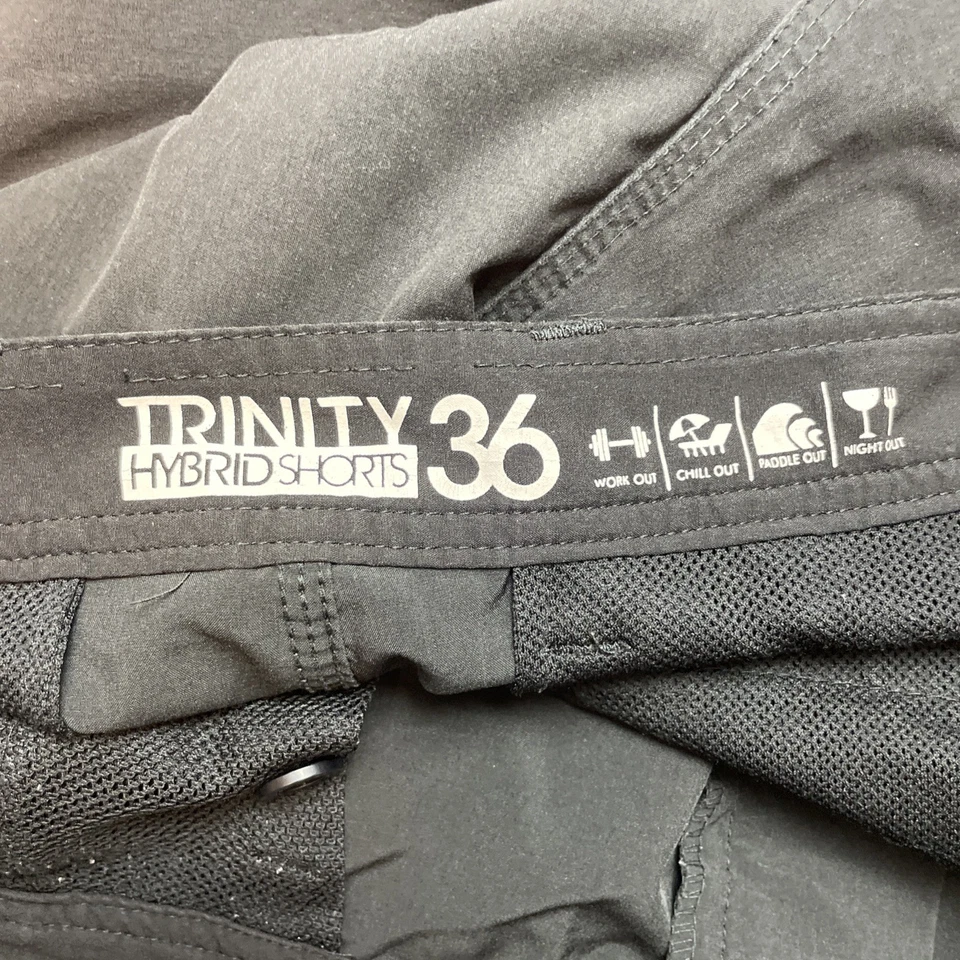 TRINITY
HYBRID SHORTS
36
WORK OUT
CHILL OUT
PADDLE OUT
NIGHT OUT